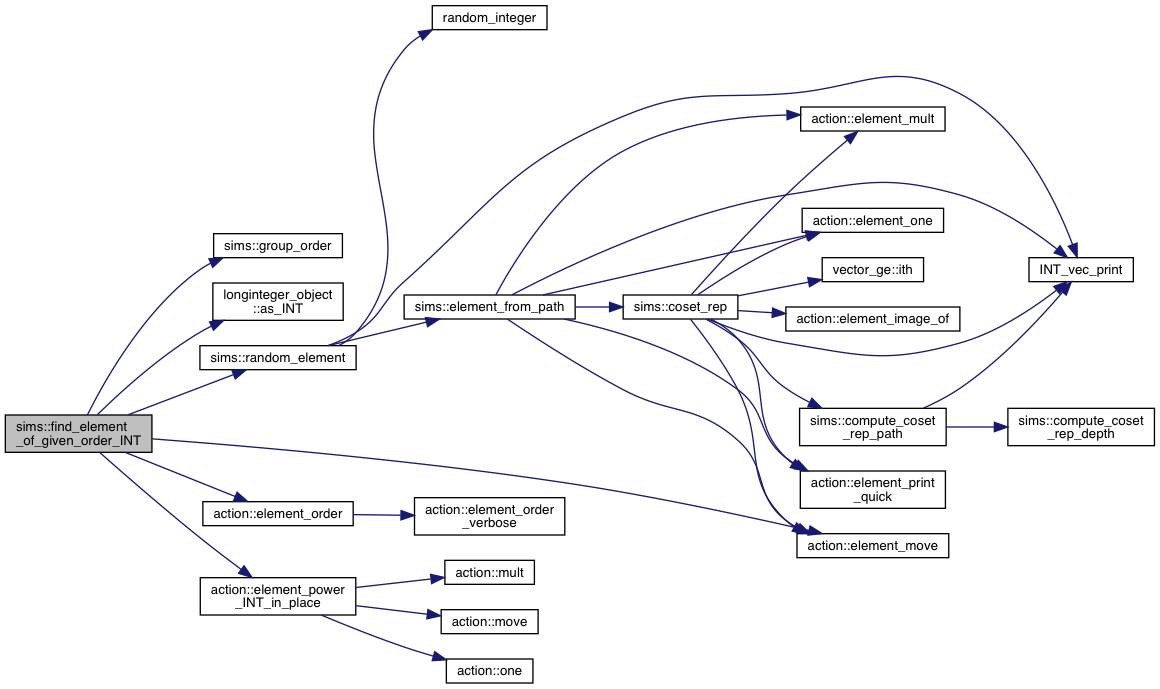 random_integer
action::element_mult
sims::group_order
action::element_one
INT_vec_print
vector_ge::ith
longinteger_object
::as_INT
sims::element_from_path
sims::coset_rep
action::element_image_of
sims::random_element
sims::find_element
_of_given_order_INT
sims::compute_coset
_rep_path
sims::compute_coset
_rep_depth
action::element_print
_quick
action::element_order
action::element_order
_verbose
action::element_move
action::element_power
_INT_in_place
action::mult
action::move
action::one